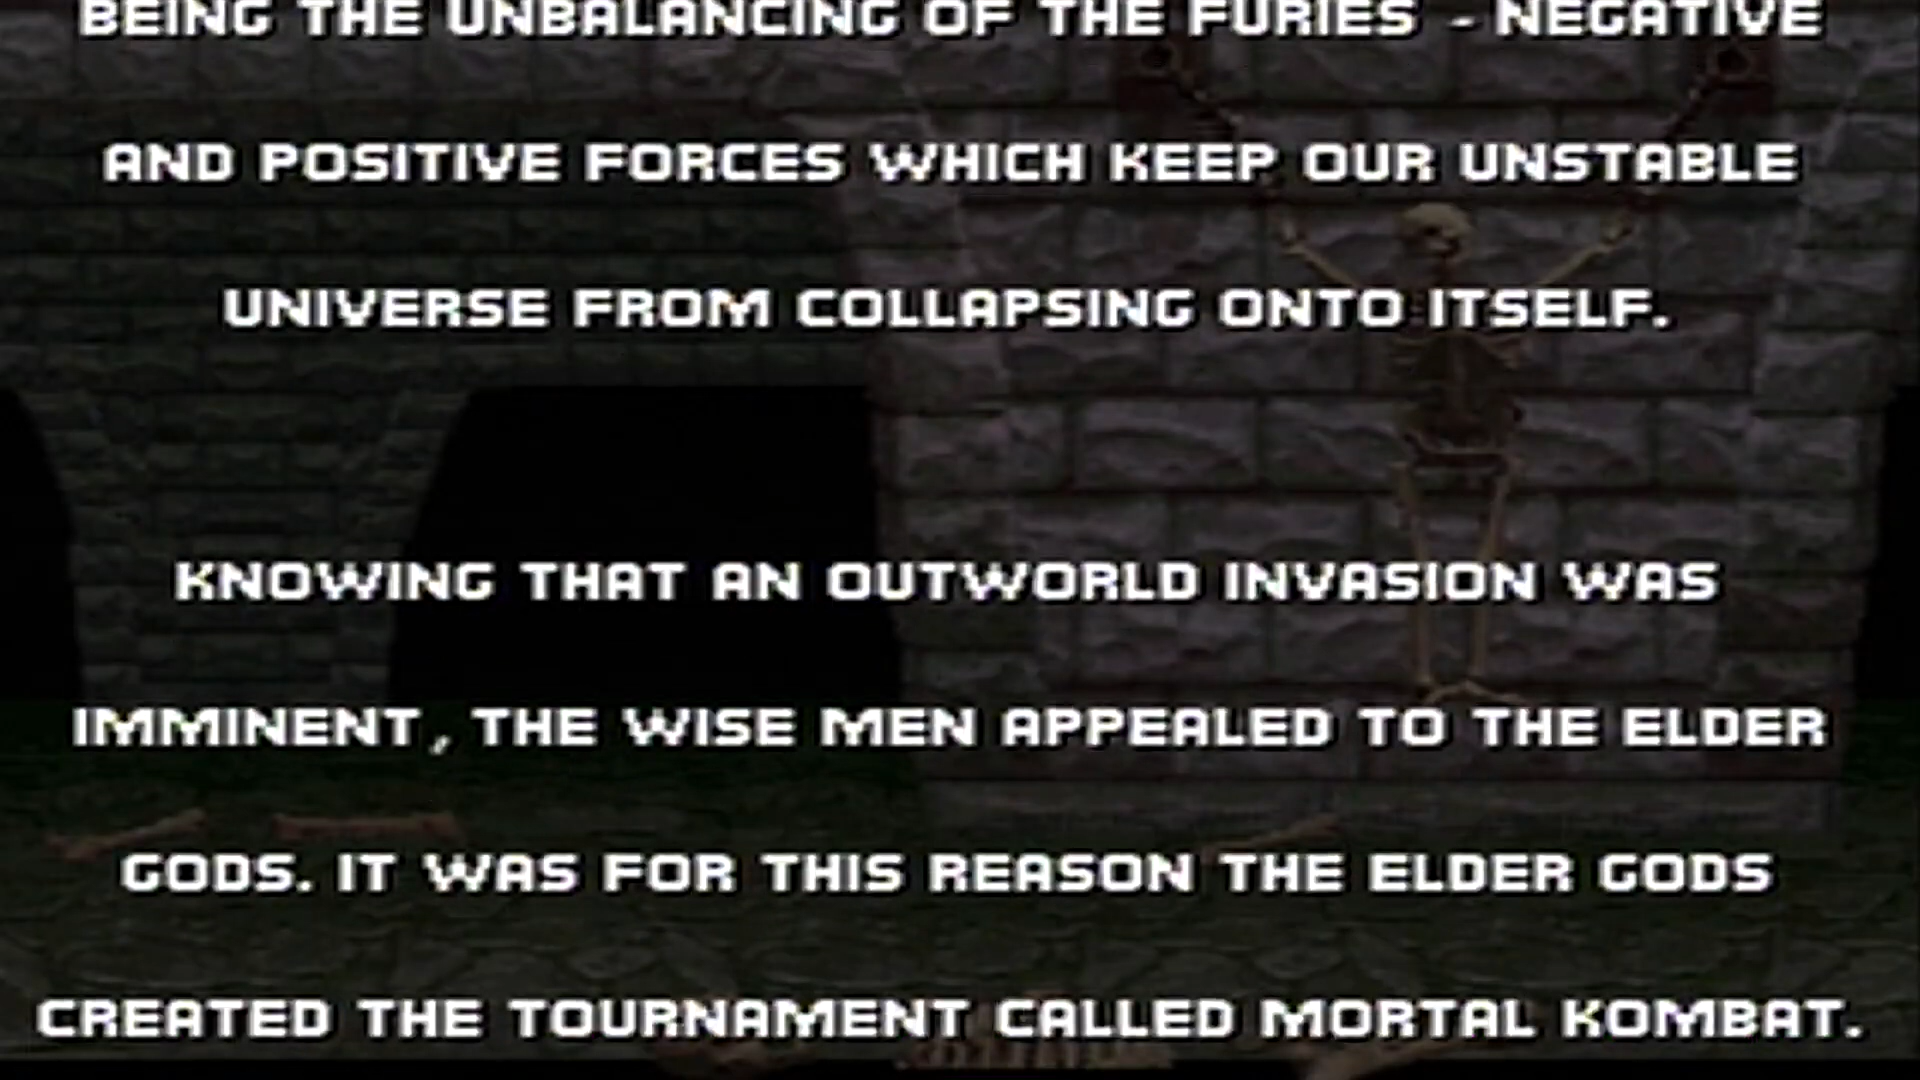 BEING THE UNBALANCING OF THE FURIES - NEGATIVE
AND POSITIVE FORCES WHICH KEEP OUR UNSTABLE
UNIVERSE FROM COLLAPSING ONTO ITSELF.
KNOWING THAT AN OUTWORLD INVASION WAS
IMMINENT, THE WISE MEN APPEALED TO THE ELDER
GODS. IT WAS FOR THIS REASON THE ELDER GODS
CREATED THE TOURNAMENT CALLED MORTAL KOMBAT.